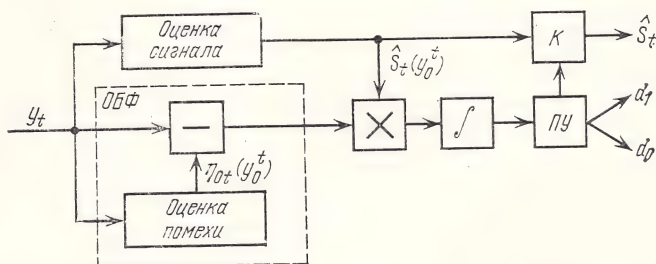 Оценка
сигнала
К
Ŝt
Ŝt(y₀ᵗ)
ОБФ
yt
—
×
∫
ПУ
d1
d0
η₀t(y₀ᵗ)
Оценка
помехи